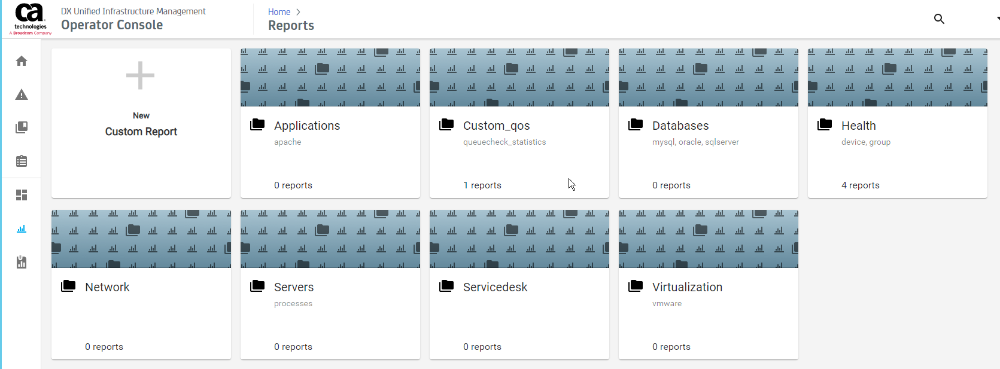 ca
technologies
A Broadcom Company
DX Unified Infrastructure Management
Operator Console
Home >
Reports
New
Custom Report
Applications
apache
0 reports
Custom_qos
queuecheck_statistics
1 reports
Databases
mysql, oracle, sqlserver
0 reports
Health
device, group
4 reports
Network
0 reports
Servers
processes
0 reports
Servicedesk
0 reports
Virtualization
vmware
0 reports